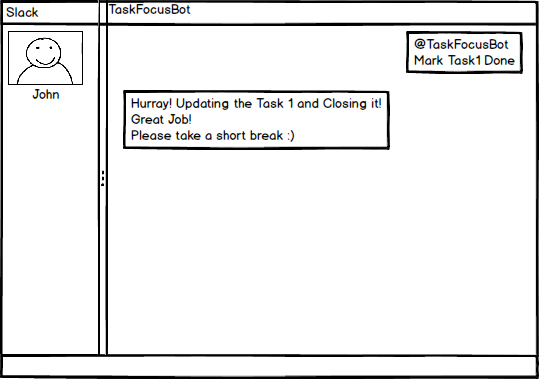 Slack
TaskFocusBot
John
@TaskFocusBot
Mark Task1 Done
Hurray! Updating the Task 1 and Closing it!
Great Job!
Please take a short break :)